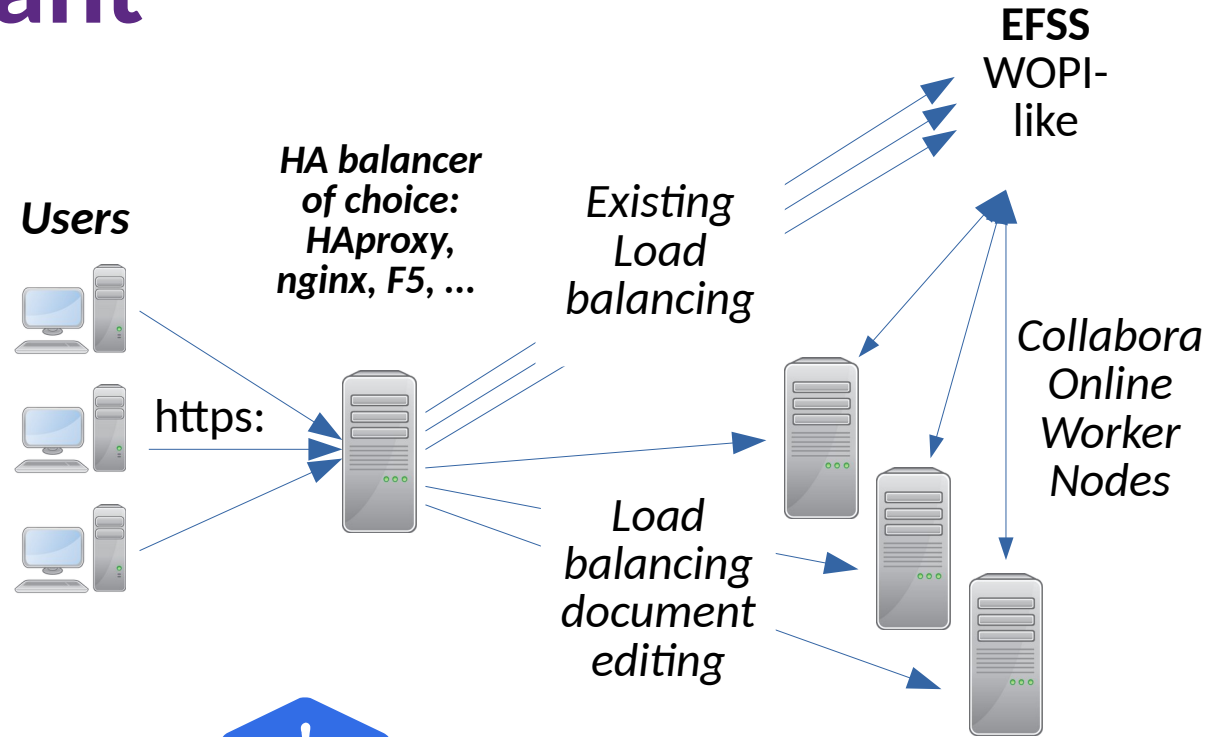 EFSS
WOPI-
like
HA balancer
of choice:
HAproxy,
nginx, F5, ...
Existing
Load
balancing
Users
https:
Collabora
Online
Worker
Nodes
Load
balancing
document
editing